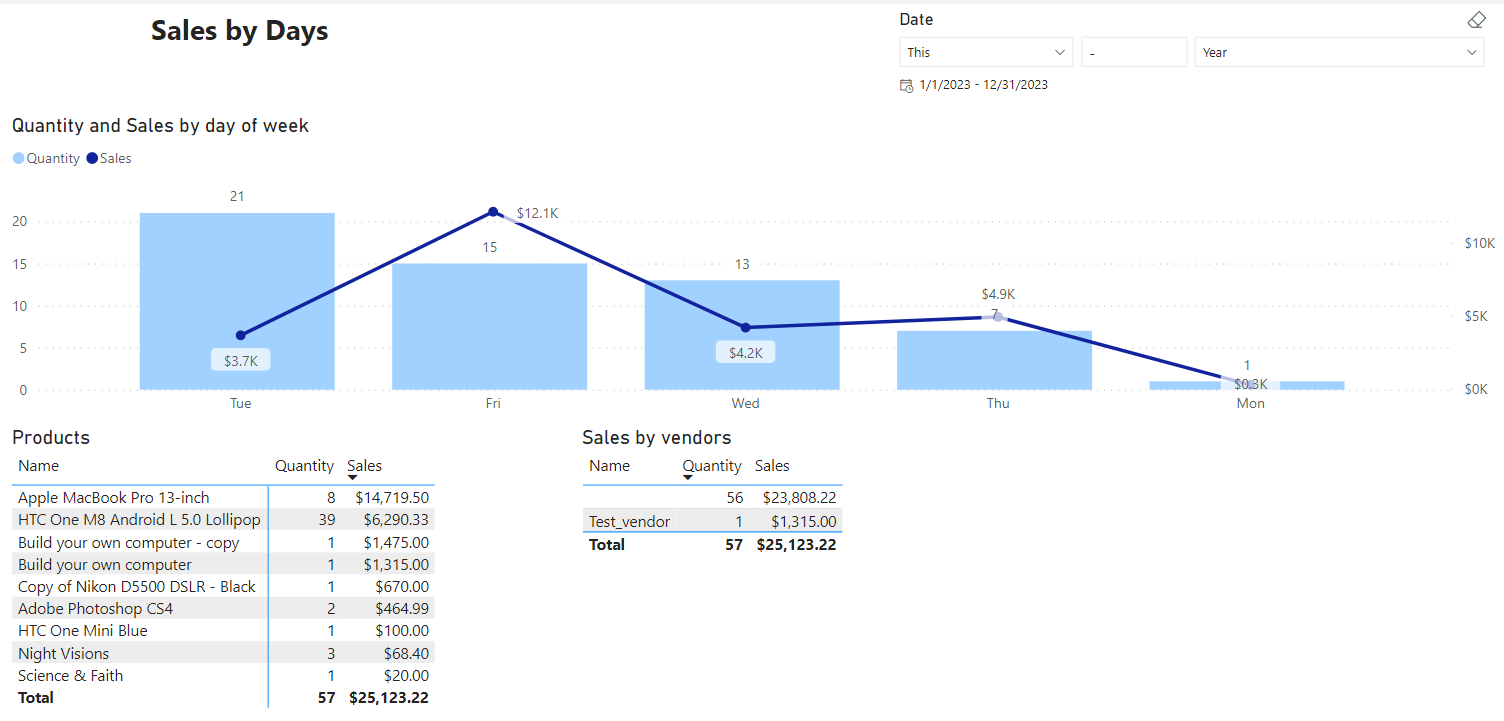 Sales by Days
Date
This - Year
1/1/2023 - 12/31/2023
Quantity and Sales by day of week
Quantity Sales
21
20 $12.1K
15 $10K
15 13
10 $4.9K
7 $5K
5 $3.7K $4.2K
1
0 $0.3K $0K
Tue Fri Wed Thu Mon
Products
Name Quantity Sales
Apple MacBook Pro 13-inch 8 $14,719.50
HTC One M8 Android L 5.0 Lollipop 39 $6,290.33
Build your own computer - copy 1 $1,475.00
Build your own computer 1 $1,315.00
Copy of Nikon D5500 DSLR - Black 1 $670.00
Adobe Photoshop CS4 2 $464.99
HTC One Mini Blue 1 $100.00
Night Visions 3 $68.40
Science & Faith 1 $20.00
Total 57 $25,123.22
Sales by vendors
Name Quantity Sales
56 $23,808.22
Test_vendor 1 $1,315.00
Total 57 $25,123.22